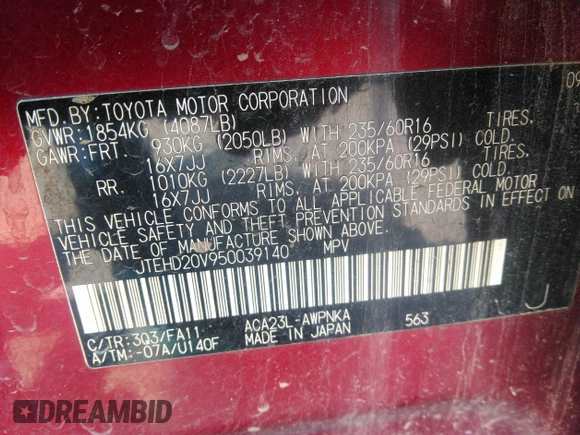 MFD.BY:TOYOTA MOTOR CORPORATION 09
GVWR:1854KG (4087LB)
GAWR:FRT. 930KG (2050LB) WITH 235/60R16 TIRES.
16X7JJ RIMS. AT 200KPA (29PSI) COLD.
RR. 1010KG (2227LB) WITH 235/60R16 TIRES.
16X7JJ RIMS. AT 200KPA (29PSI) COLD.
THIS VEHICLE CONFORMS TO ALL APPLICABLE FEDERAL MOTOR
VEHICLE SAFETY AND THEFT PREVENTION STANDARDS IN EFFECT ON
THE DATE OF MANUFACTURE SHOWN ABOVE.
JTEHD20V950039140 MPV
C/TR:3Q3/FA11 ACA23L-AWPNKA
A/TM:-07A/U140F MADE IN JAPAN 563
J
DREAMBID